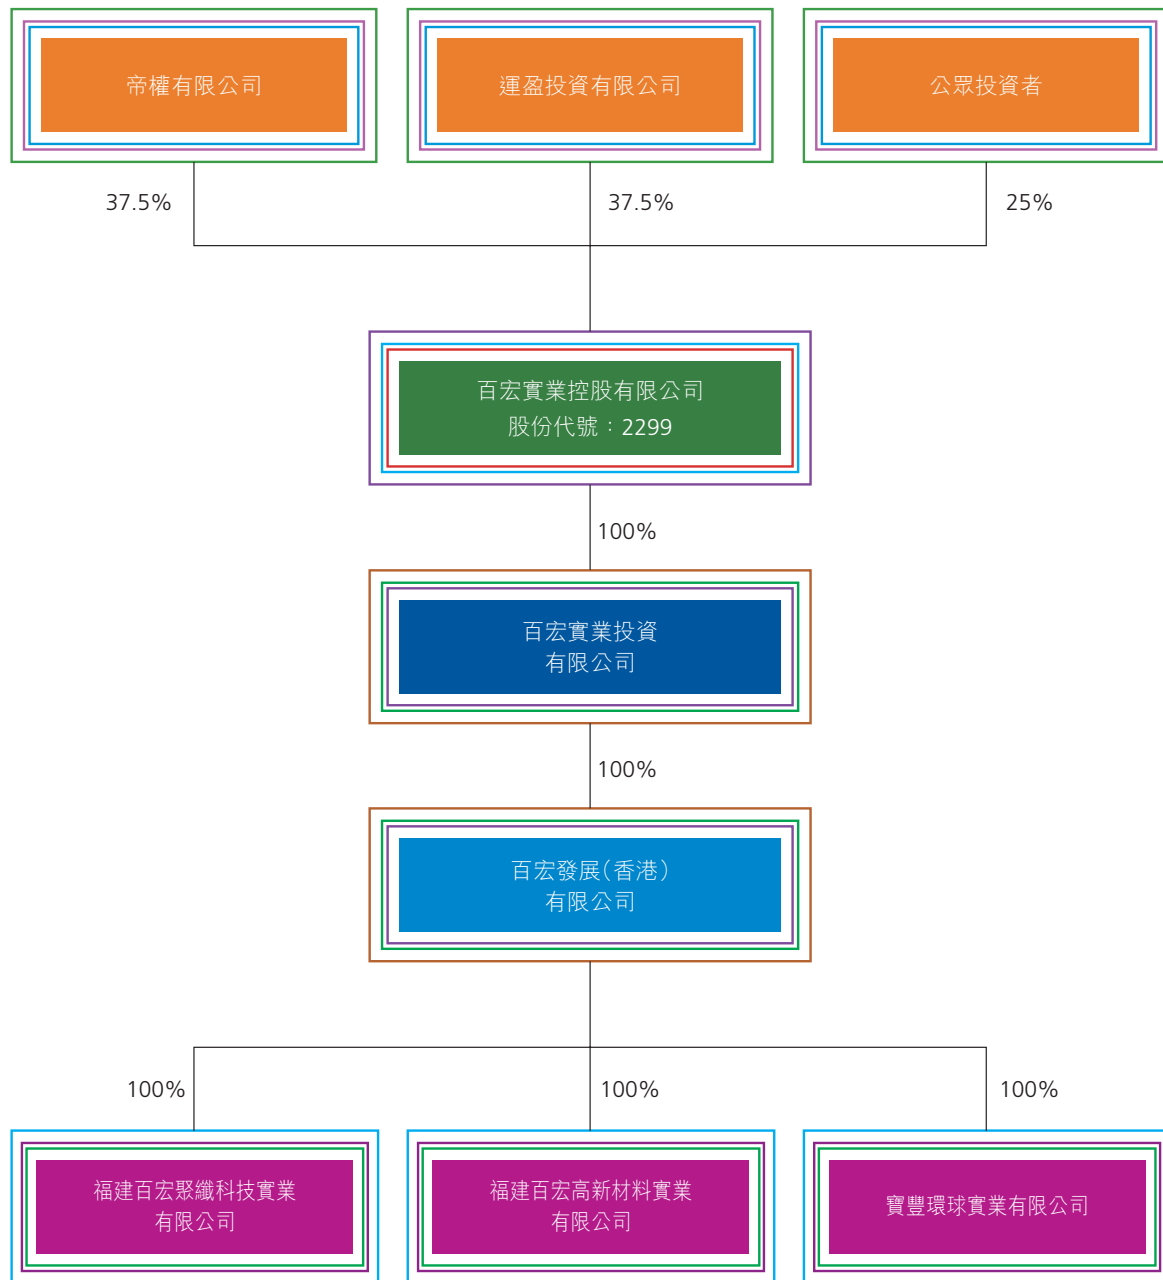 帝權有限公司
運盈投資有限公司
公眾投資者
37.5%
37.5%
25%
百宏實業控股有限公司
股份代號：2299
100%
百宏實業投資
有限公司
100%
百宏發展(香港)
有限公司
100%
100%
100%
福建百宏聚纖科技實業
有限公司
福建百宏高新材料實業
有限公司
寶豐環球實業有限公司